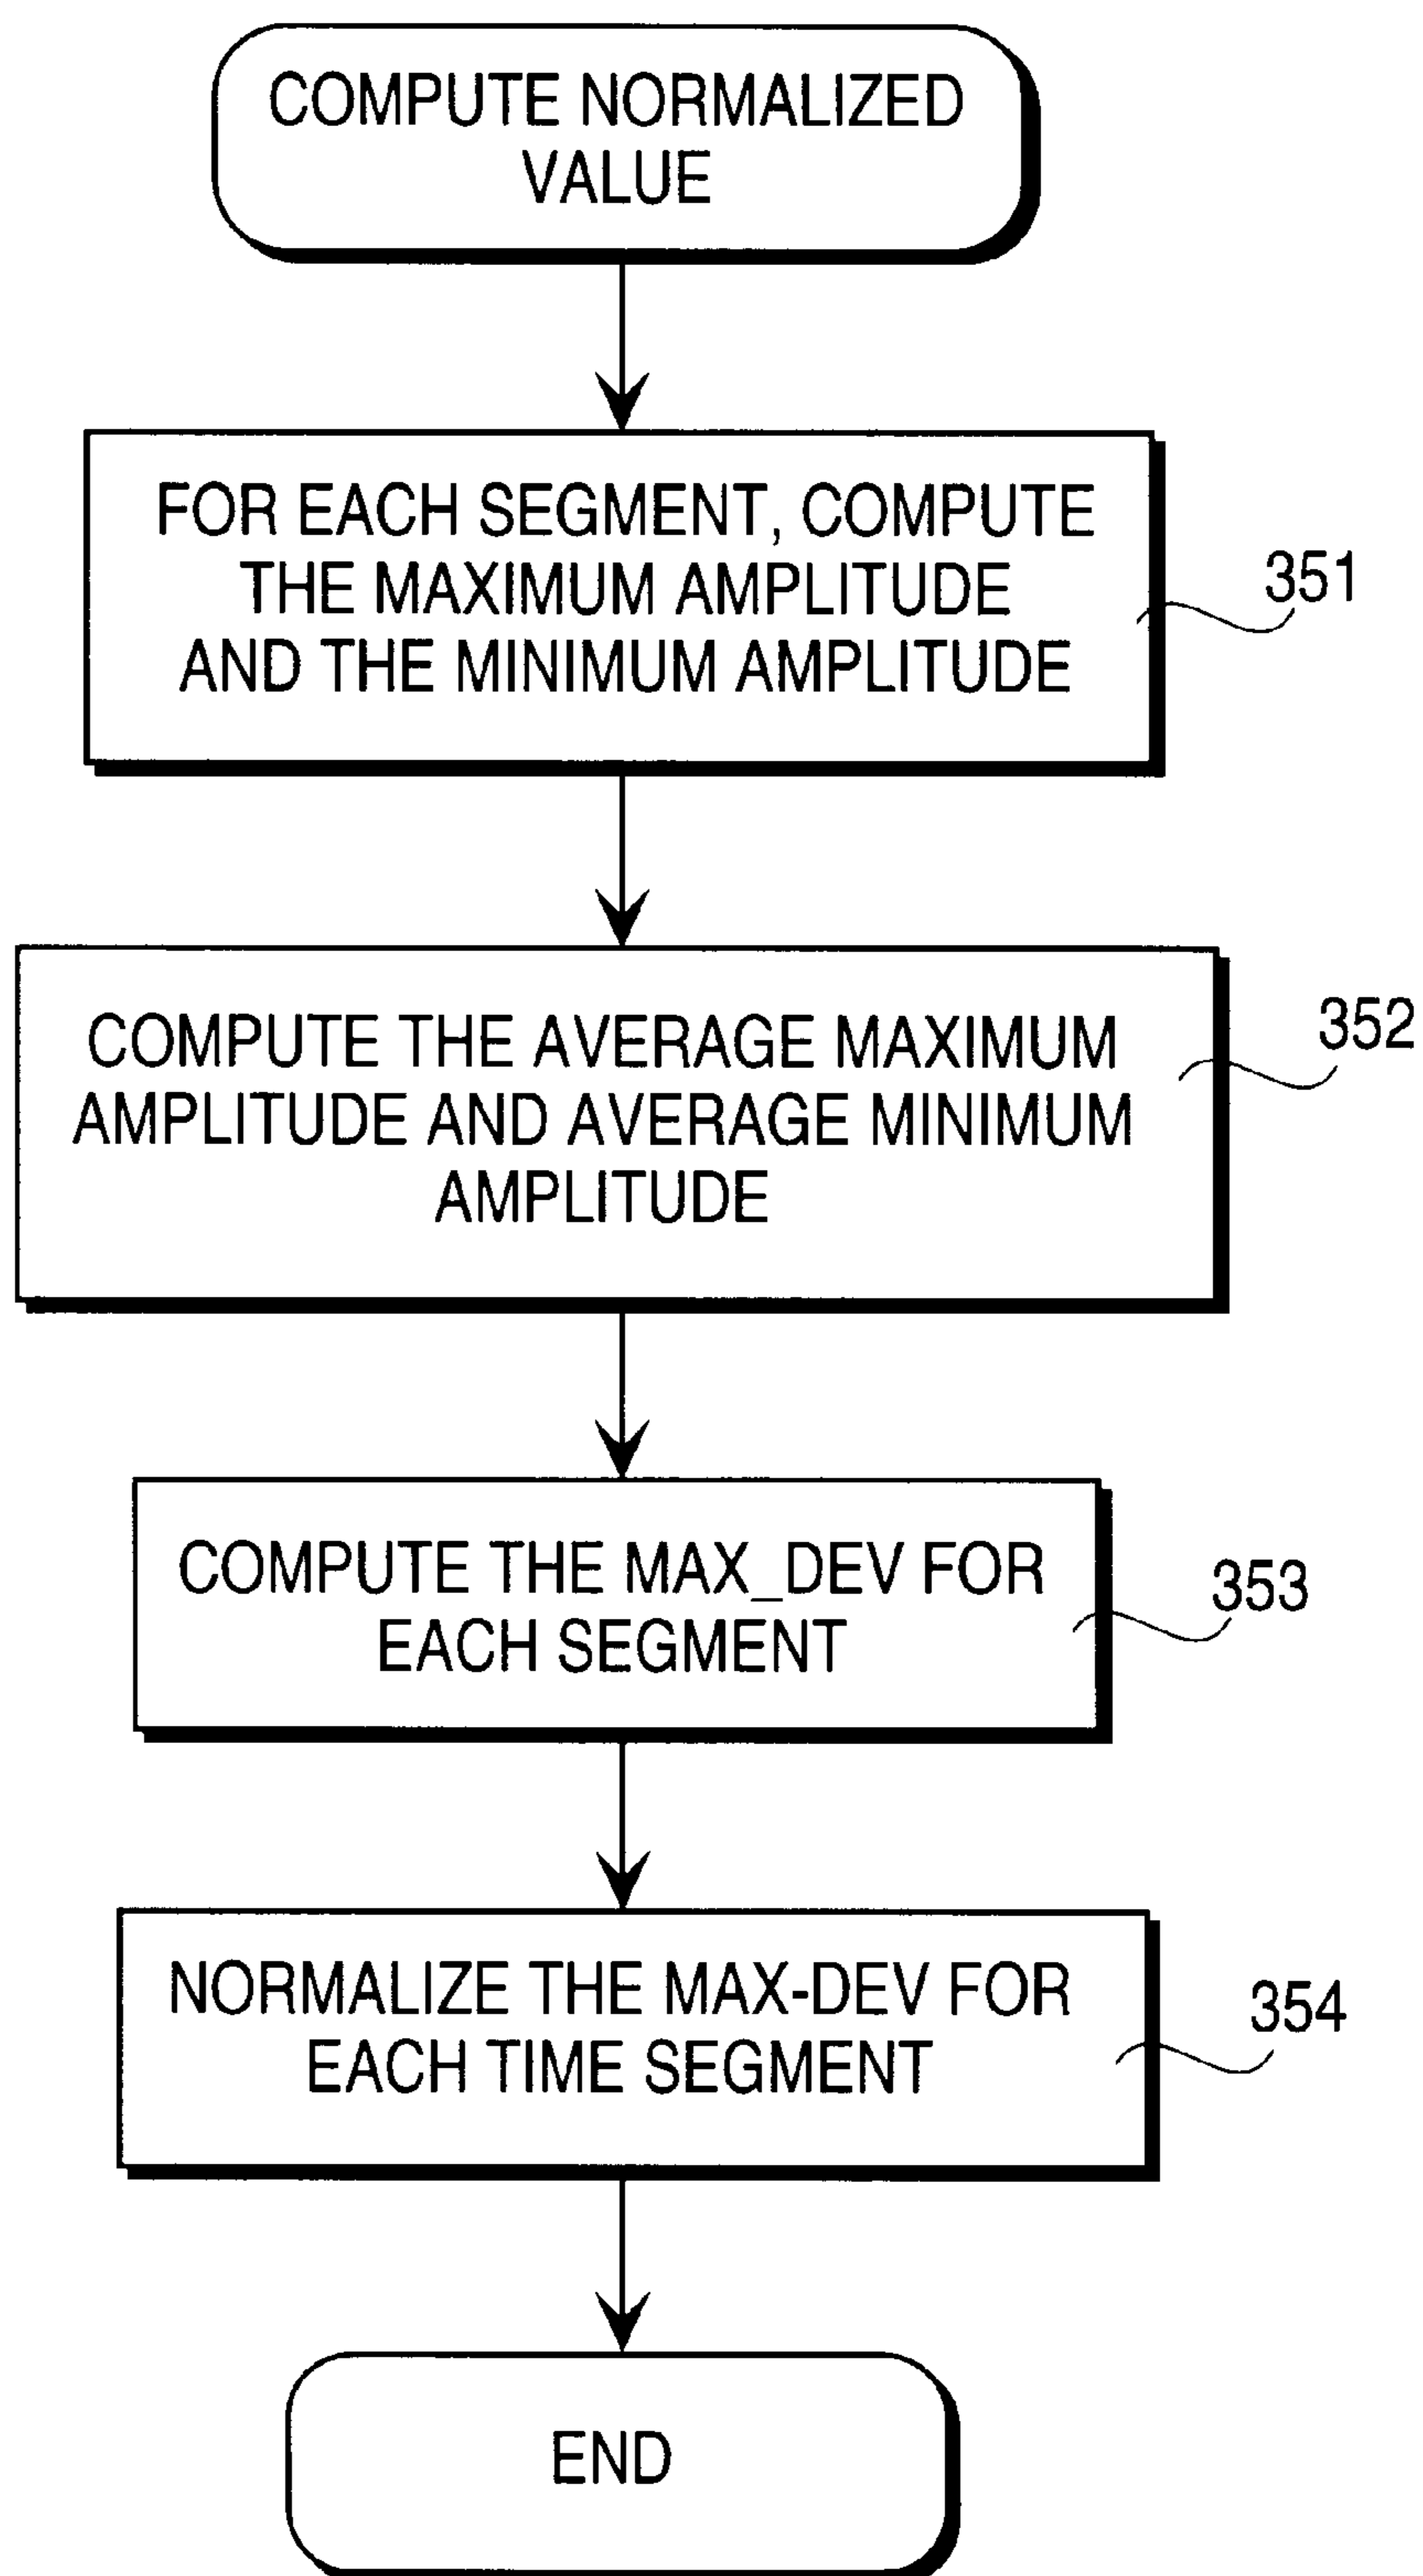 COMPUTE NORMALIZED
VALUE
FOR EACH SEGMENT, COMPUTE
THE MAXIMUM AMPLITUDE
AND THE MINIMUM AMPLITUDE
351
COMPUTE THE AVERAGE MAXIMUM
AMPLITUDE AND AVERAGE MINIMUM
AMPLITUDE
352
COMPUTE THE MAX_DEV FOR
EACH SEGMENT
353
NORMALIZE THE MAX-DEV FOR
EACH TIME SEGMENT
354
END